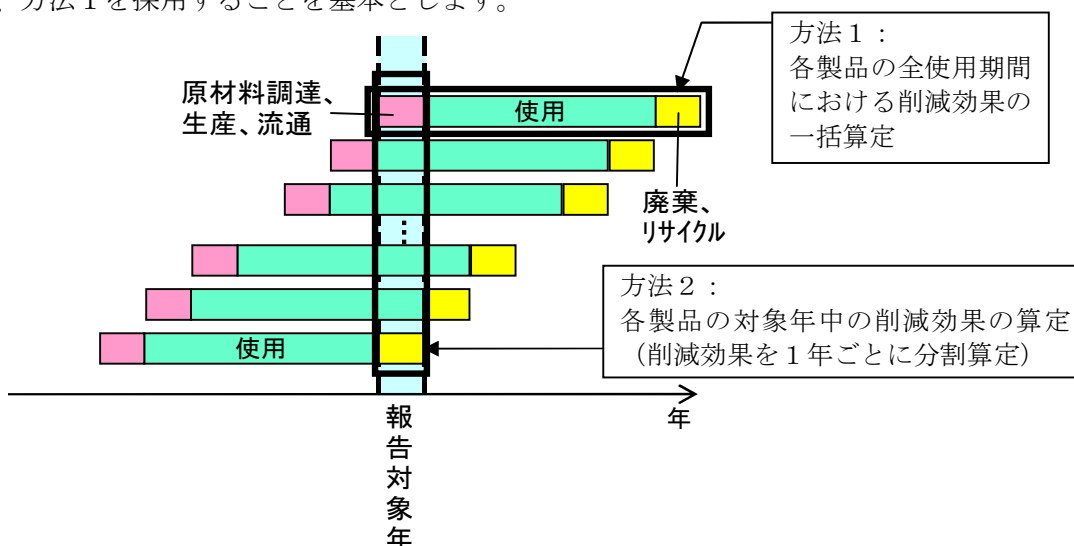 方法1を採用することを基本とします。
方法1：
各製品の全使用期間
における削減効果の
一括算定
原材料調達、
生産、流通
使用
廃棄、
リサイクル
⋮
方法2：
各製品の対象年中の削減効果の算定
（削減効果を1年ごとに分割算定）
使用
年
報告対象年